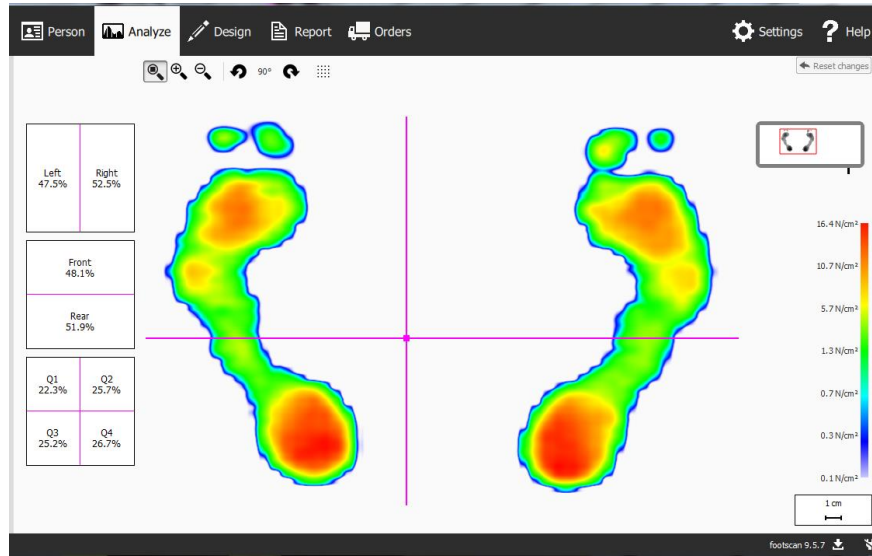 Person Analyze Design Report Orders Settings ? Help
90° Reset changes
Left Right
47.5% 52.5%
Front
48.1%
Rear
51.9%
Q1 Q2
22.3% 25.7%
Q3 Q4
25.2% 26.7%
16.4 N/cm²
10.7 N/cm²
5.7 N/cm²
1.3 N/cm²
0.7 N/cm²
0.3 N/cm²
0.1 N/cm²
1 cm
footscan 9.5.7